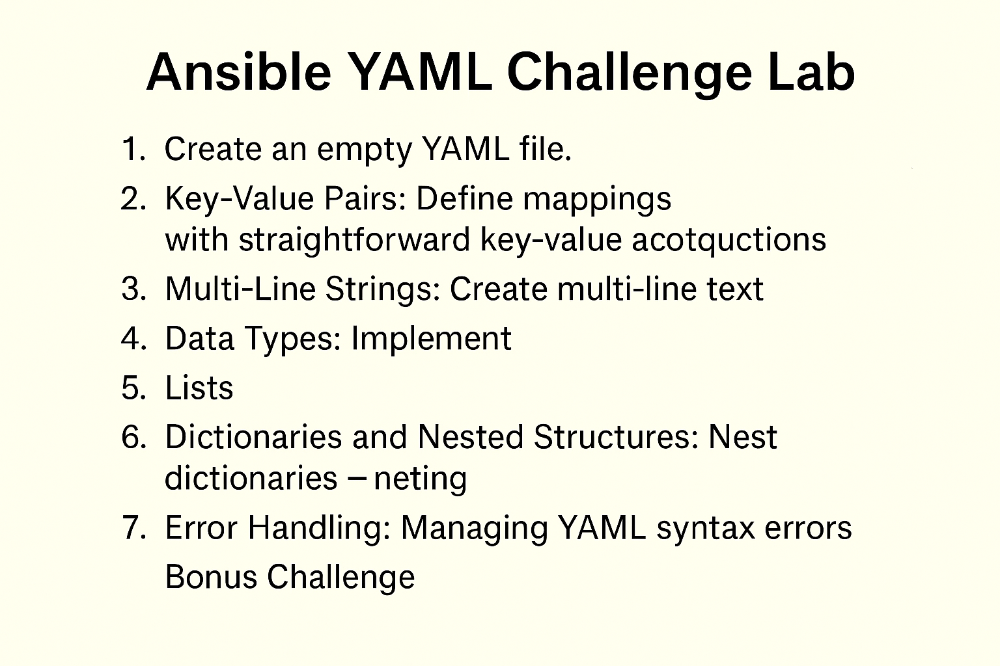 Ansible YAML Challenge Lab
1. Create an empty YAML file.
2. Key-Value Pairs: Define mappings
with straightforward key-value acotquctions
3. Multi-Line Strings: Create multi-line text
4. Data Types: Implement
5. Lists
6. Dictionaries and Nested Structures: Nest
dictionaries – neting
7. Error Handling: Managing YAML syntax errors
Bonus Challenge